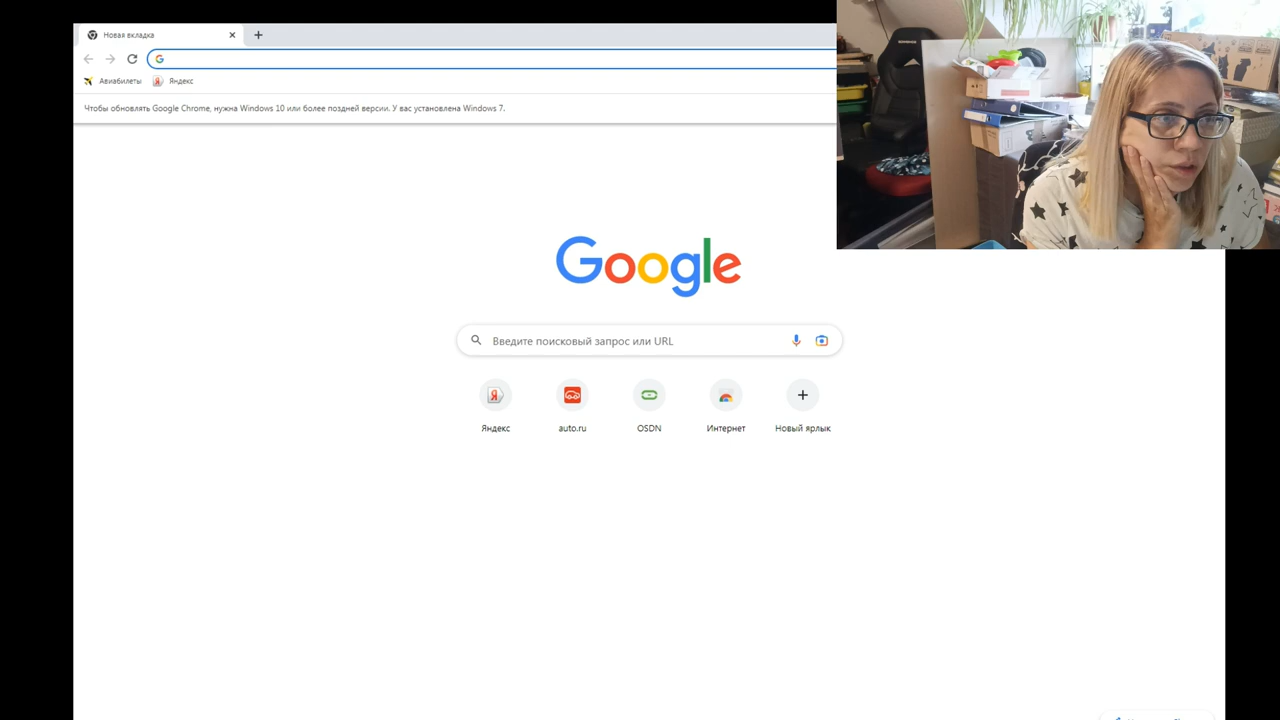 Новая вкладка
Авиабилеты Яндекс
Чтобы обновлять Google Chrome, нужна Windows 10 или более поздней версии. У вас установлена Windows 7.
Google
Введите поисковый запрос или URL
Яндекс auto.ru OSDN Интернет Новый ярлык